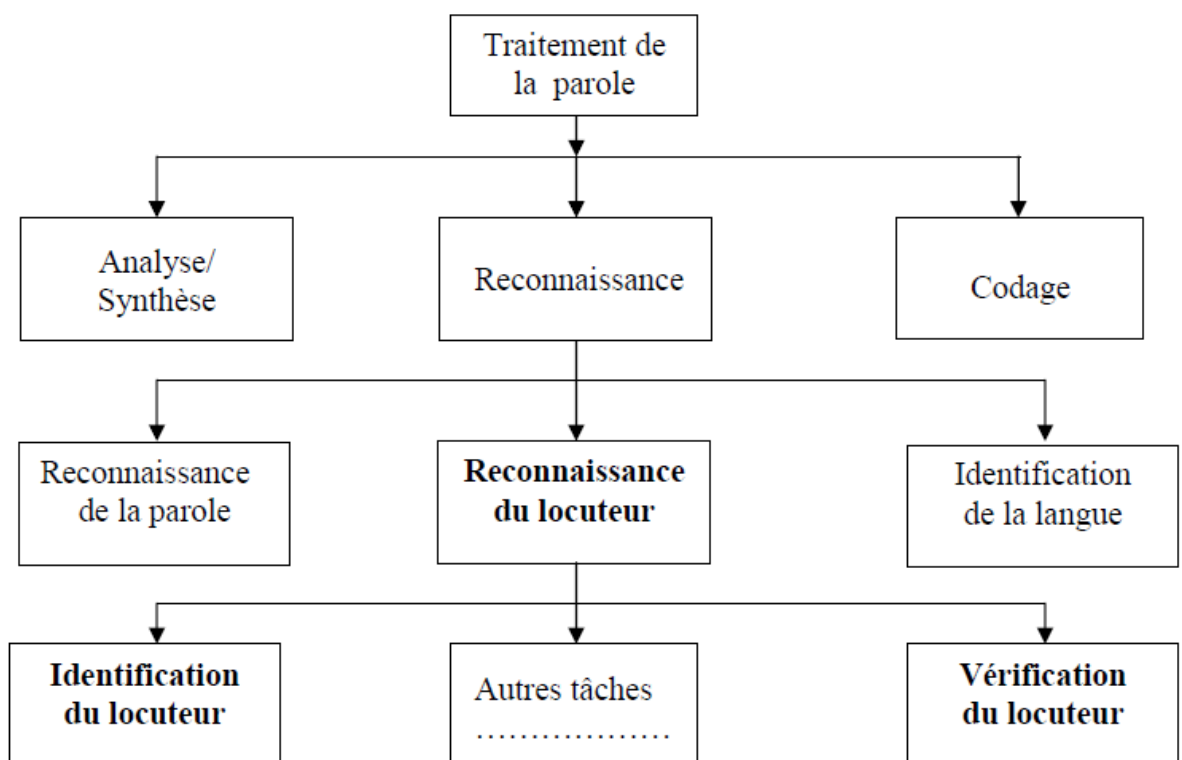 Traitement de
la parole
Analyse/
Synthèse
Reconnaissance
Codage
Reconnaissance
de la parole
Reconnaissance
du locuteur
Identification
de la langue
Identification
du locuteur
Autres tâches
………………
Vérification
du locuteur